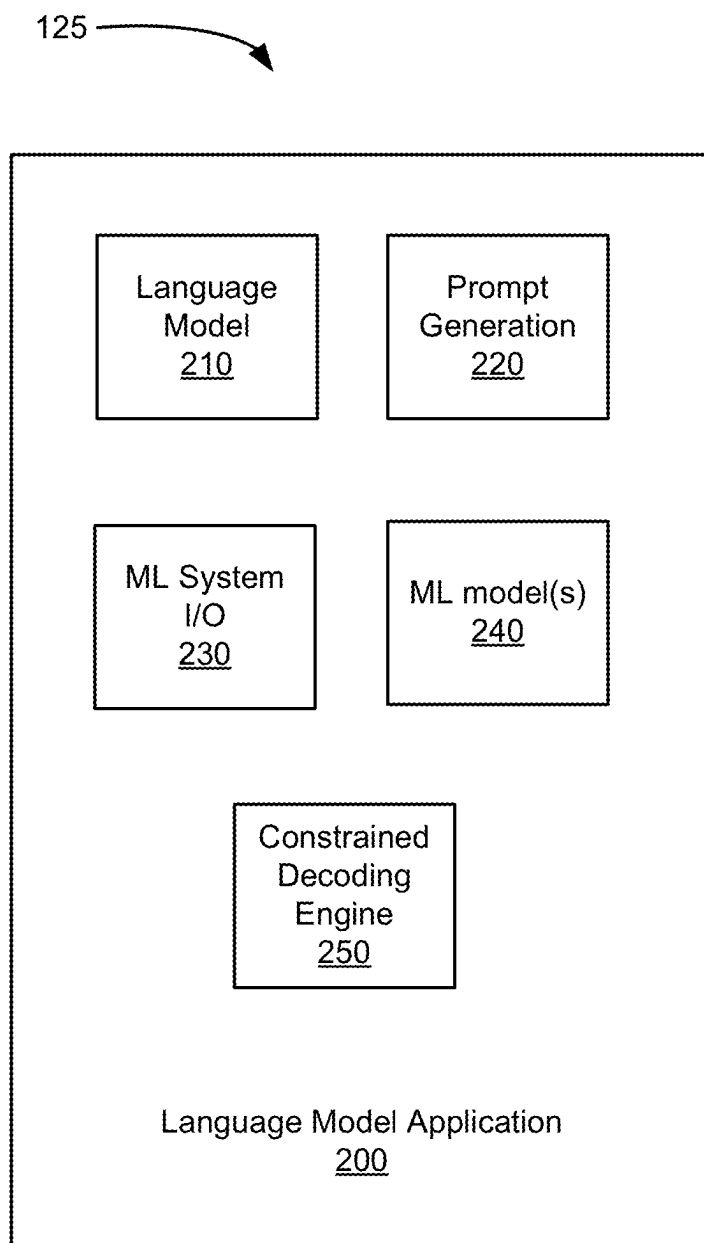 125
Language
Model
210
Prompt
Generation
220
ML System
I/O
230
ML model(s)
240
Constrained
Decoding
Engine
250
Language Model Application
200